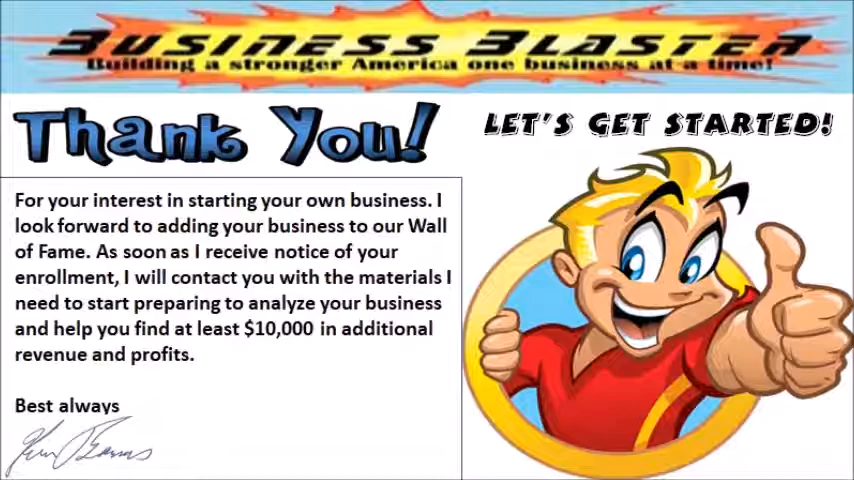 BUSINESS BLASTER
Building a stronger America one business at a time!
Thank You!
LET'S GET STARTED!
For your interest in starting your own business. I
look forward to adding your business to our Wall
of Fame. As soon as I receive notice of your
enrollment, I will contact you with the materials I
need to start preparing to analyze your business
and help you find at least $10,000 in additional
revenue and profits.
Best always